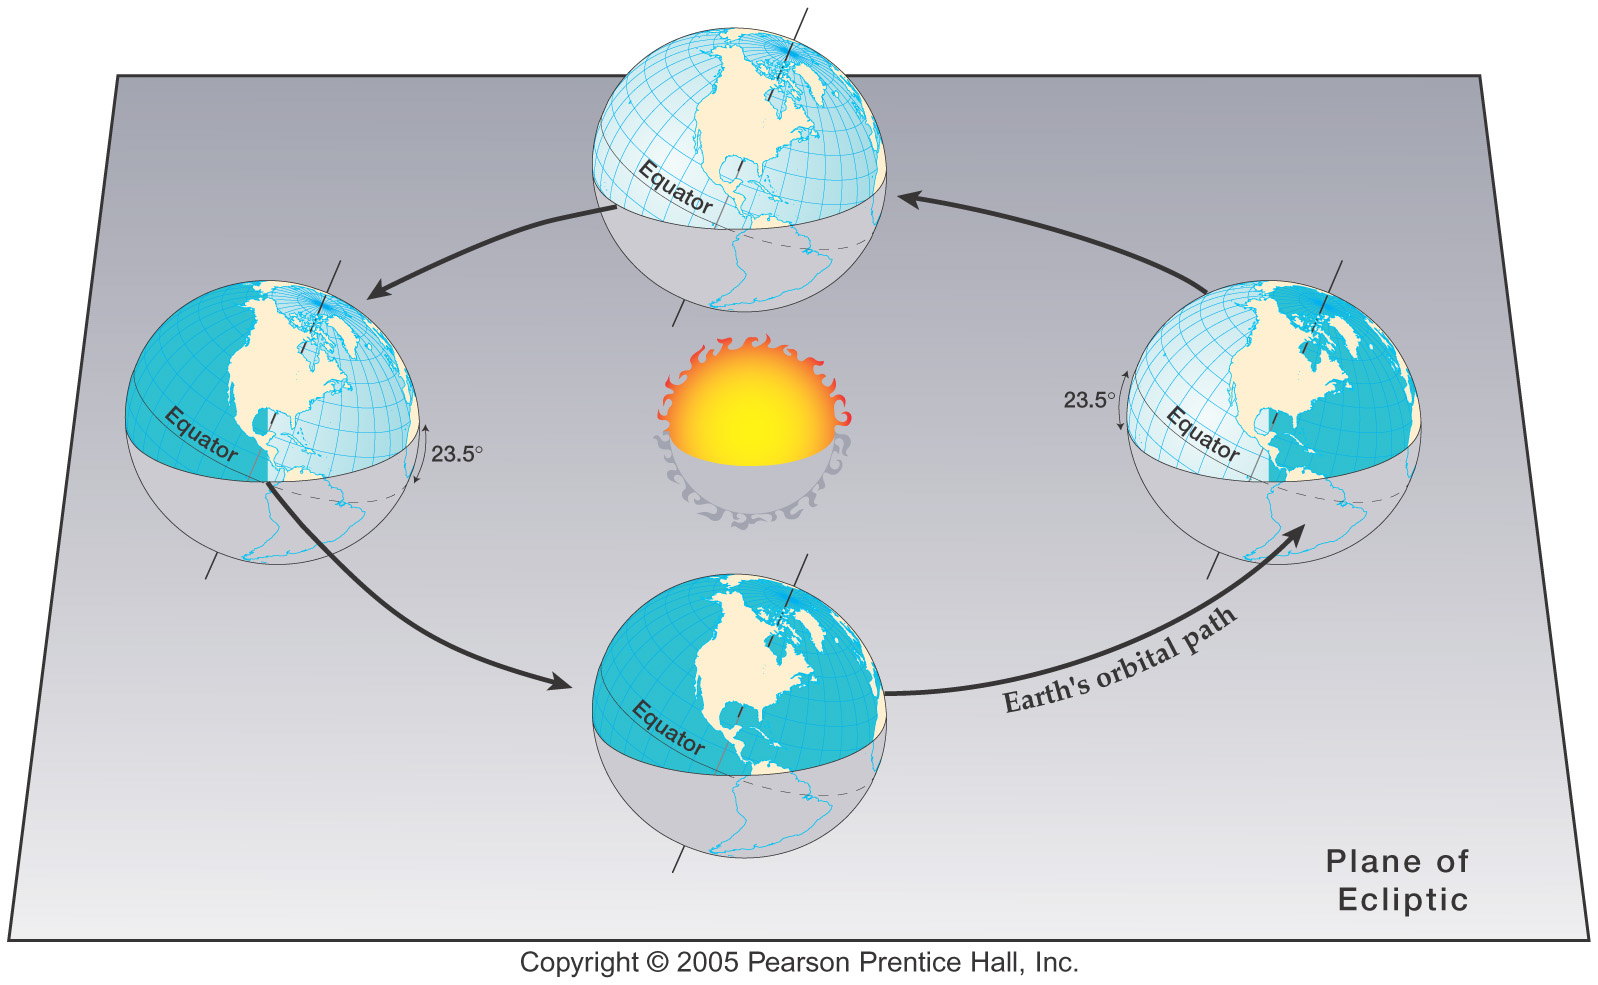 Equator
Equator
23.5°
23.5°
Equator
Equator
Earth's orbital path
Plane of
Ecliptic
Copyright © 2005 Pearson Prentice Hall, Inc.